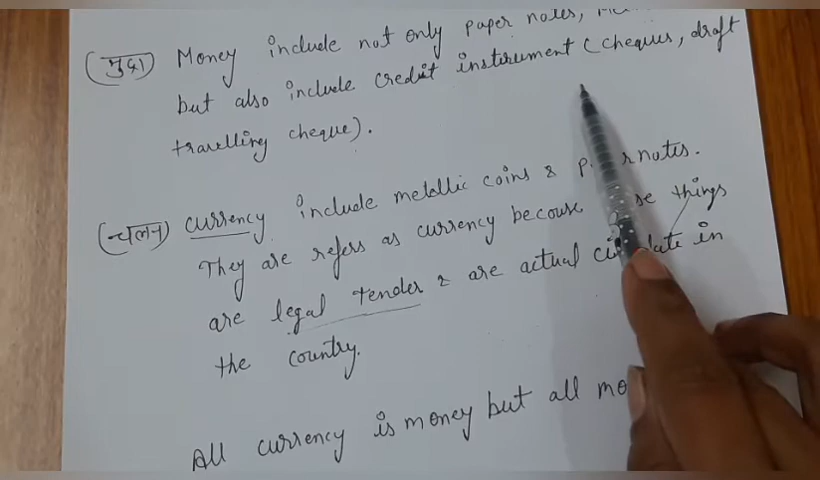 (मुद्रा) Money include not only paper notes,
but also include credit instrument (cheques, draft
travelling cheque).
(चलन) currency include metallic coins & notes.
They are refers as currency becouse things
are legal tender & are actual in
the country.
All currency is money but all